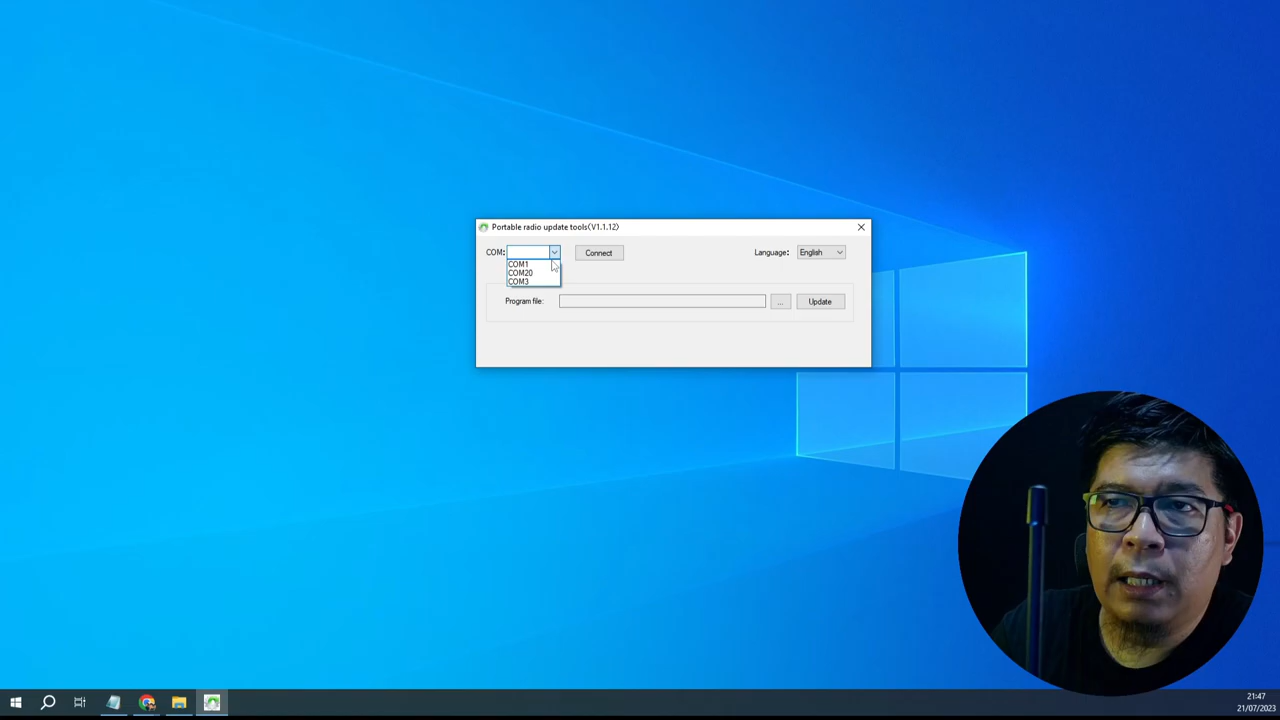 Portable radio update tools(V1.1.12)
COM:
Connect
Language:
English
COM1
COM20
COM3
Program file:
...
Update
21:47
21/07/2023